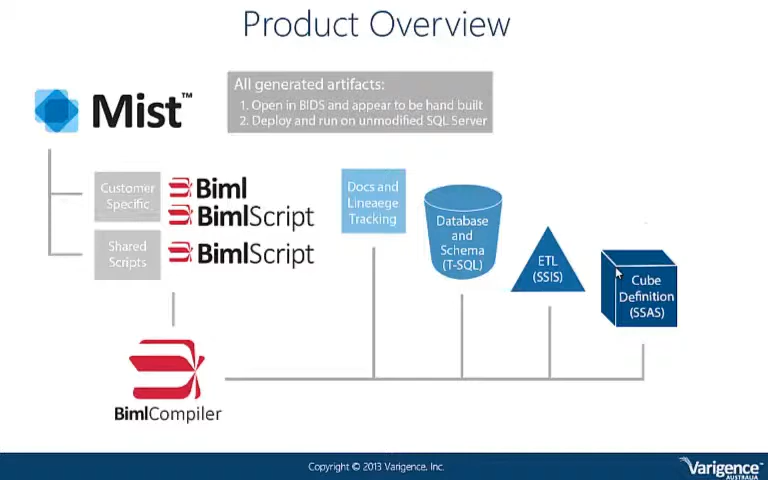 Product Overview
Mist™
All generated artifacts:
1. Open in BIDS and appear to be hand built
2. Deploy and run on unmodified SQL Server
Customer
Specific
Biml
BimlScript
Shared
Scripts
BimlScript
Docs and
Lineaege
Tracking
Database
and
Schema
(T-SQL)
ETL
(SSIS)
Cube
Definition
(SSAS)
BimlCompiler
Copyright © 2013 Varigence, Inc.
Varigence™
AUSTRALIA